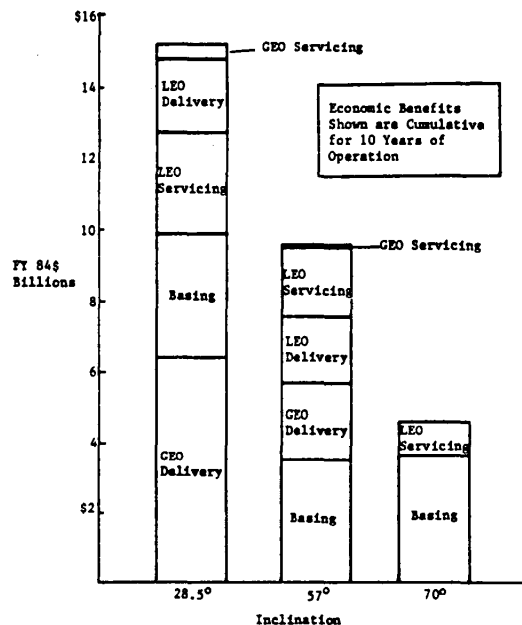 $16
14
12
10
8
6
4
$2
FY 84$
Billions
GEO Servicing
LEO
Delivery
LEO
Servicing
Basing
GEO
Delivery
Economic Benefits
Shown are Cumulative
for 10 Years of
Operation
GEO Servicing
LEO
Servicing
LEO
Delivery
GEO
Delivery
Basing
LEO
Servicing
Basing
28.5° 57° 70°
Inclination